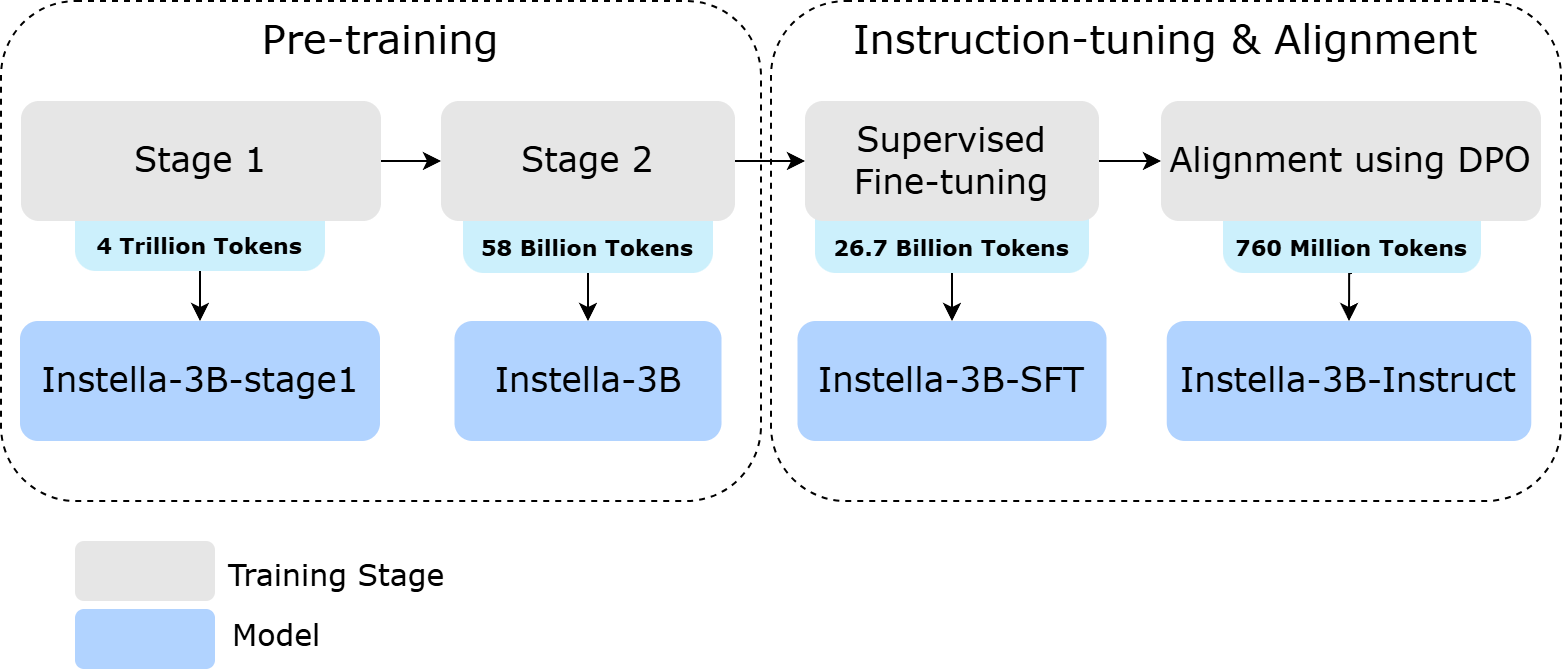 Pre-training
Stage 1
4 Trillion Tokens
Instella-3B-stage1
Stage 2
58 Billion Tokens
Instella-3B
Instruction-tuning & Alignment
Supervised
Fine-tuning
26.7 Billion Tokens
Instella-3B-SFT
Alignment using DPO
760 Million Tokens
Instella-3B-Instruct
Training Stage
Model